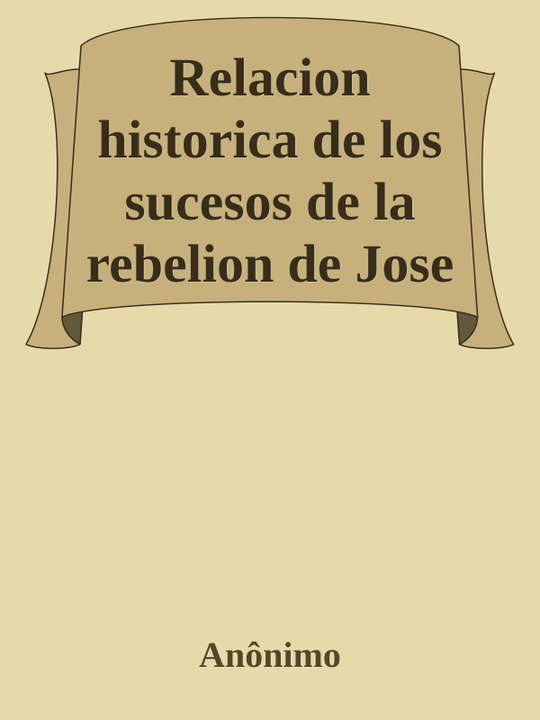 Relacion
historica de los
sucesos de la
rebelion de Jose
Anônimo